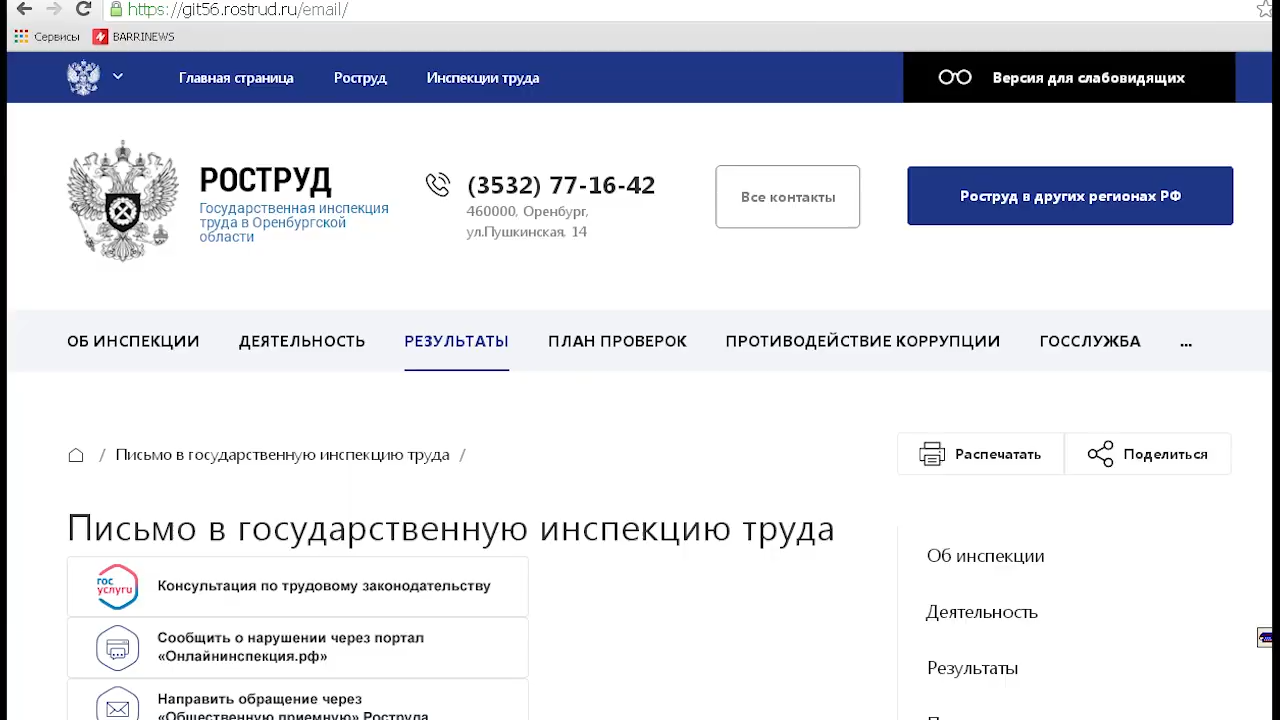 https://git56.rostrud.ru/email/
Сервисы BARRINEWS
Главная страница Роструд Инспекции труда Версия для слабовидящих
РОСТРУД
Государственная инспекция
труда в Оренбургской
области
(3532) 77-16-42
460000, Оренбург,
ул.Пушкинская, 14
Все контакты
Роструд в других регионах РФ
ОБ ИНСПЕКЦИИ ДЕЯТЕЛЬНОСТЬ РЕЗУЛЬТАТЫ ПЛАН ПРОВЕРОК ПРОТИВОДЕЙСТВИЕ КОРРУПЦИИ ГОССЛУЖБА ...
/ Письмо в государственную инспекцию труда /
Распечатать Поделиться
Письмо в государственную инспекцию труда
гос
услуги
Консультация по трудовому законодательству
Сообщить о нарушении через портал
«Онлайнинспекция.рф»
Направить обращение через
«Общественную приемную» Роструда
Об инспекции
Деятельность
Результаты